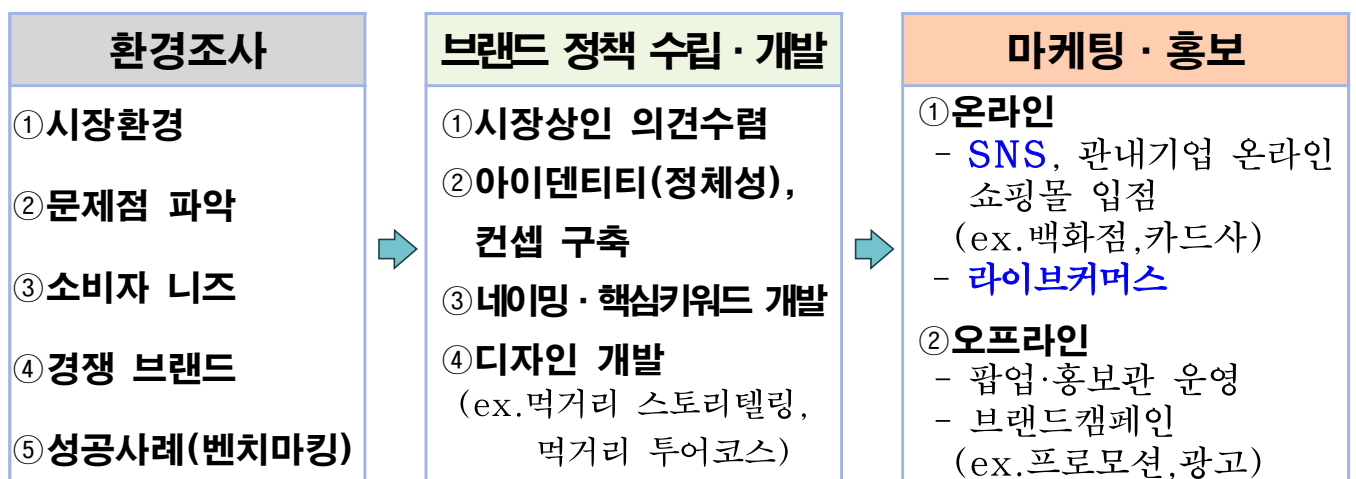 환경조사
①시장환경
②문제점 파악
③소비자 니즈
④경쟁 브랜드
⑤성공사례(벤치마킹)
브랜드 정책 수립·개발
①시장상인 의견수렴
②아이덴티티(정체성),
컨셉 구축
③네이밍·핵심키워드 개발
④디자인 개발
(ex.먹거리 스토리텔링,
먹거리 투어코스)
마케팅·홍보
①온라인
- SNS, 관내기업 온라인
쇼핑몰 입점
(ex.백화점,카드사)
- 라이브커머스
②오프라인
- 팝업·홍보관 운영
- 브랜드캠페인
(ex.프로모션,광고)